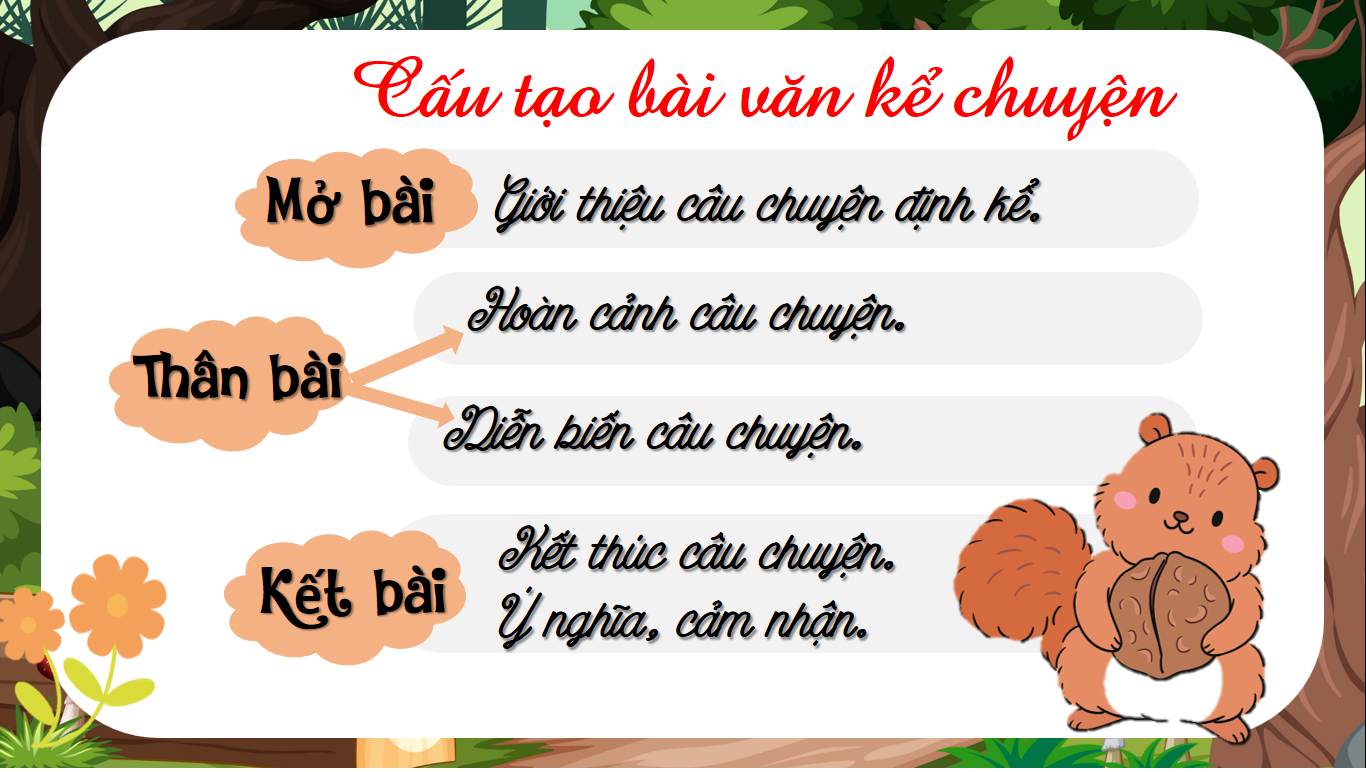 Cấu tạo bài văn kể chuyện
Mở bài
Giới thiệu câu chuyện định kể.
Hoàn cảnh câu chuyện.
Thân bài
Diễn biến câu chuyện.
Kết bài
Kết thúc câu chuyện.
Ý nghĩa, cảm nhận.